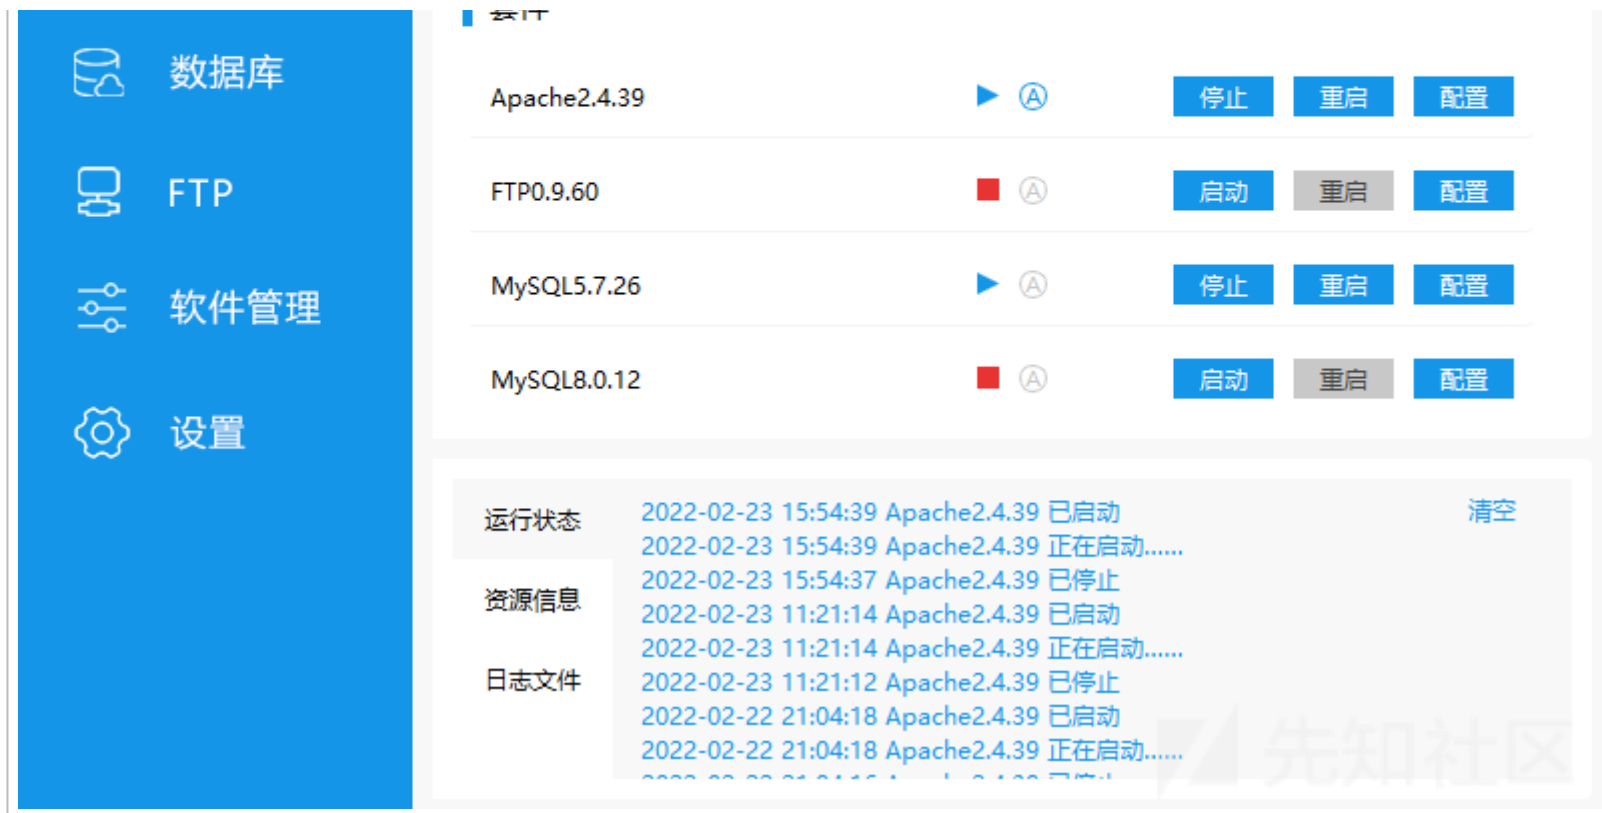 套件
数据库
Apache2.4.39 A 停止 重启 配置
FTP
FTP0.9.60 A 启动 重启 配置
软件管理
MySQL5.7.26 A 停止 重启 配置
设置
MySQL8.0.12 A 启动 重启 配置
运行状态
资源信息
日志文件
2022-02-23 15:54:39 Apache2.4.39 已启动
2022-02-23 15:54:39 Apache2.4.39 正在启动......
2022-02-23 15:54:37 Apache2.4.39 已停止
2022-02-23 11:21:14 Apache2.4.39 已启动
2022-02-23 11:21:14 Apache2.4.39 正在启动......
2022-02-23 11:21:12 Apache2.4.39 已停止
2022-02-22 21:04:18 Apache2.4.39 已启动
2022-02-22 21:04:18 Apache2.4.39 正在启动......
清空
先知社区